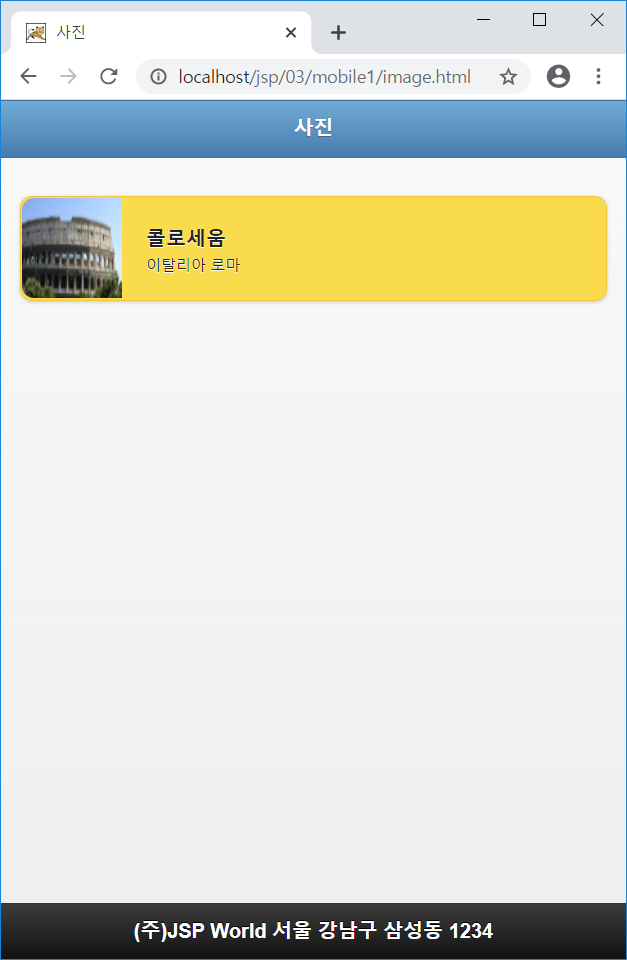 사진
localhost/jsp/03/mobile1/image.html
사진
콜로세움
이탈리아 로마
(주)JSP World 서울 강남구 삼성동 1234